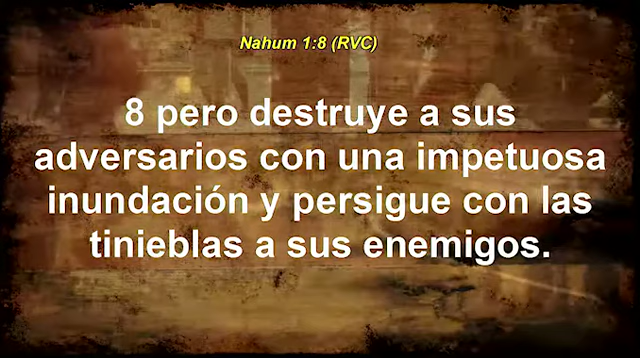 Nahum 1:8 (RVC)
8 pero destruye a sus
adversarios con una impetuosa
inundación y persigue con las
tinieblas a sus enemigos.